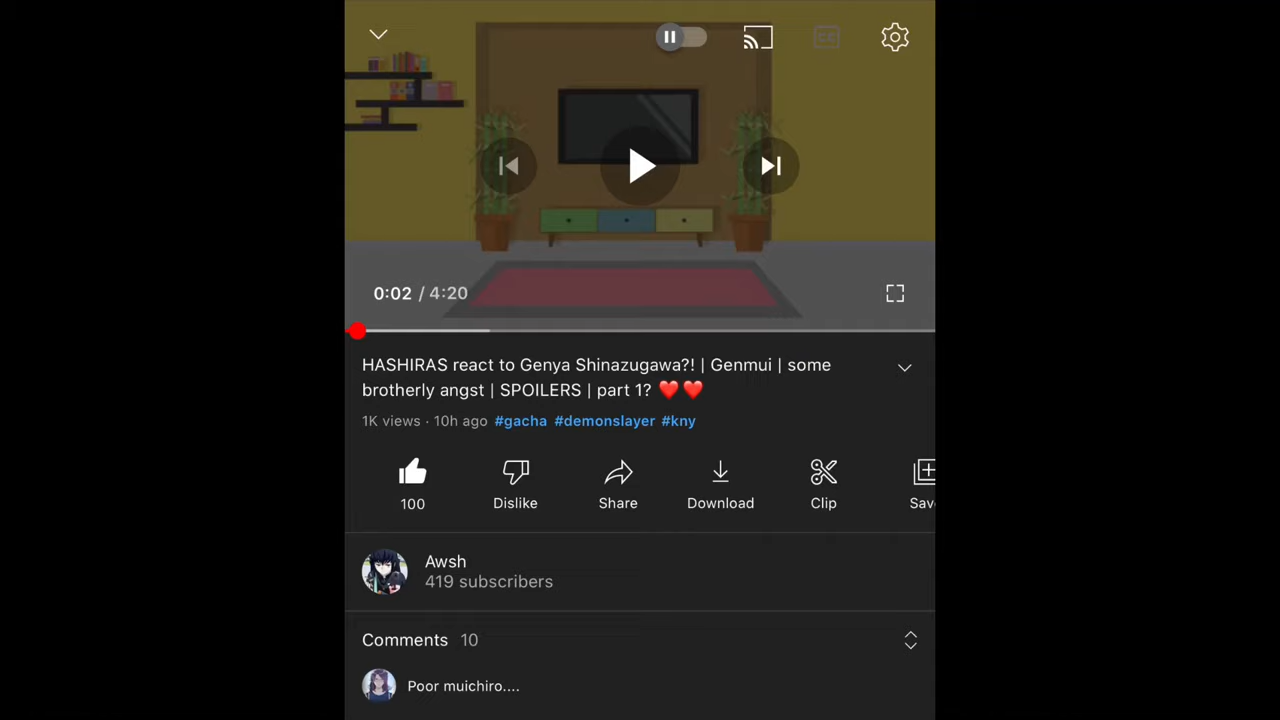 CC
0:02 / 4:20
HASHIRAS react to Genya Shinazugawa?! | Genmui | some
brotherly angst | SPOILERS | part 1? ❤️❤️
1K views · 10h ago #gacha #demonslayer #kny
100 Dislike Share Download Clip Save
Awsh
419 subscribers
Comments 10
Poor muichiro....